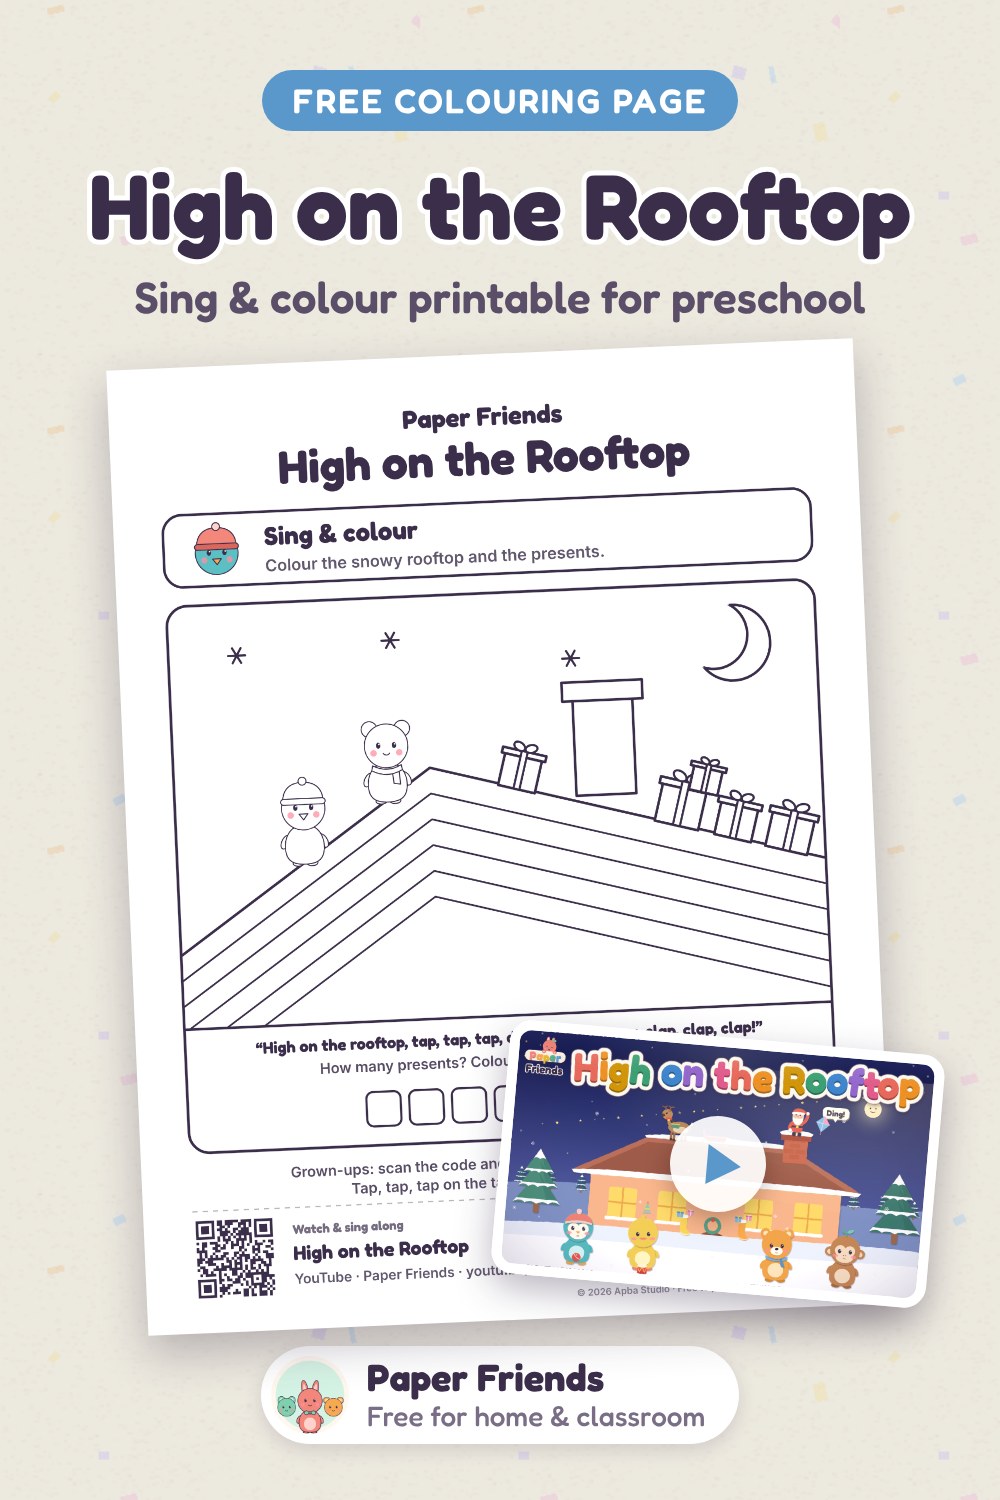 FREE COLOURING PAGE
High on the Rooftop
Sing & colour printable for preschool
Paper Friends
High on the Rooftop
Sing & colour
Colour the snowy rooftop and the presents.
“High on the rooftop, tap, tap, tap, clap, clap, clap!”
How many presents? Colou
Grown-ups: scan the code and
Tap, tap, tap on the ta
Watch & sing along
High on the Rooftop
YouTube · Paper Friends · youtu
© 2026 Apba Studio · Free
Paper Friends
High on the Rooftop
Ding!
Paper Friends
Free for home & classroom